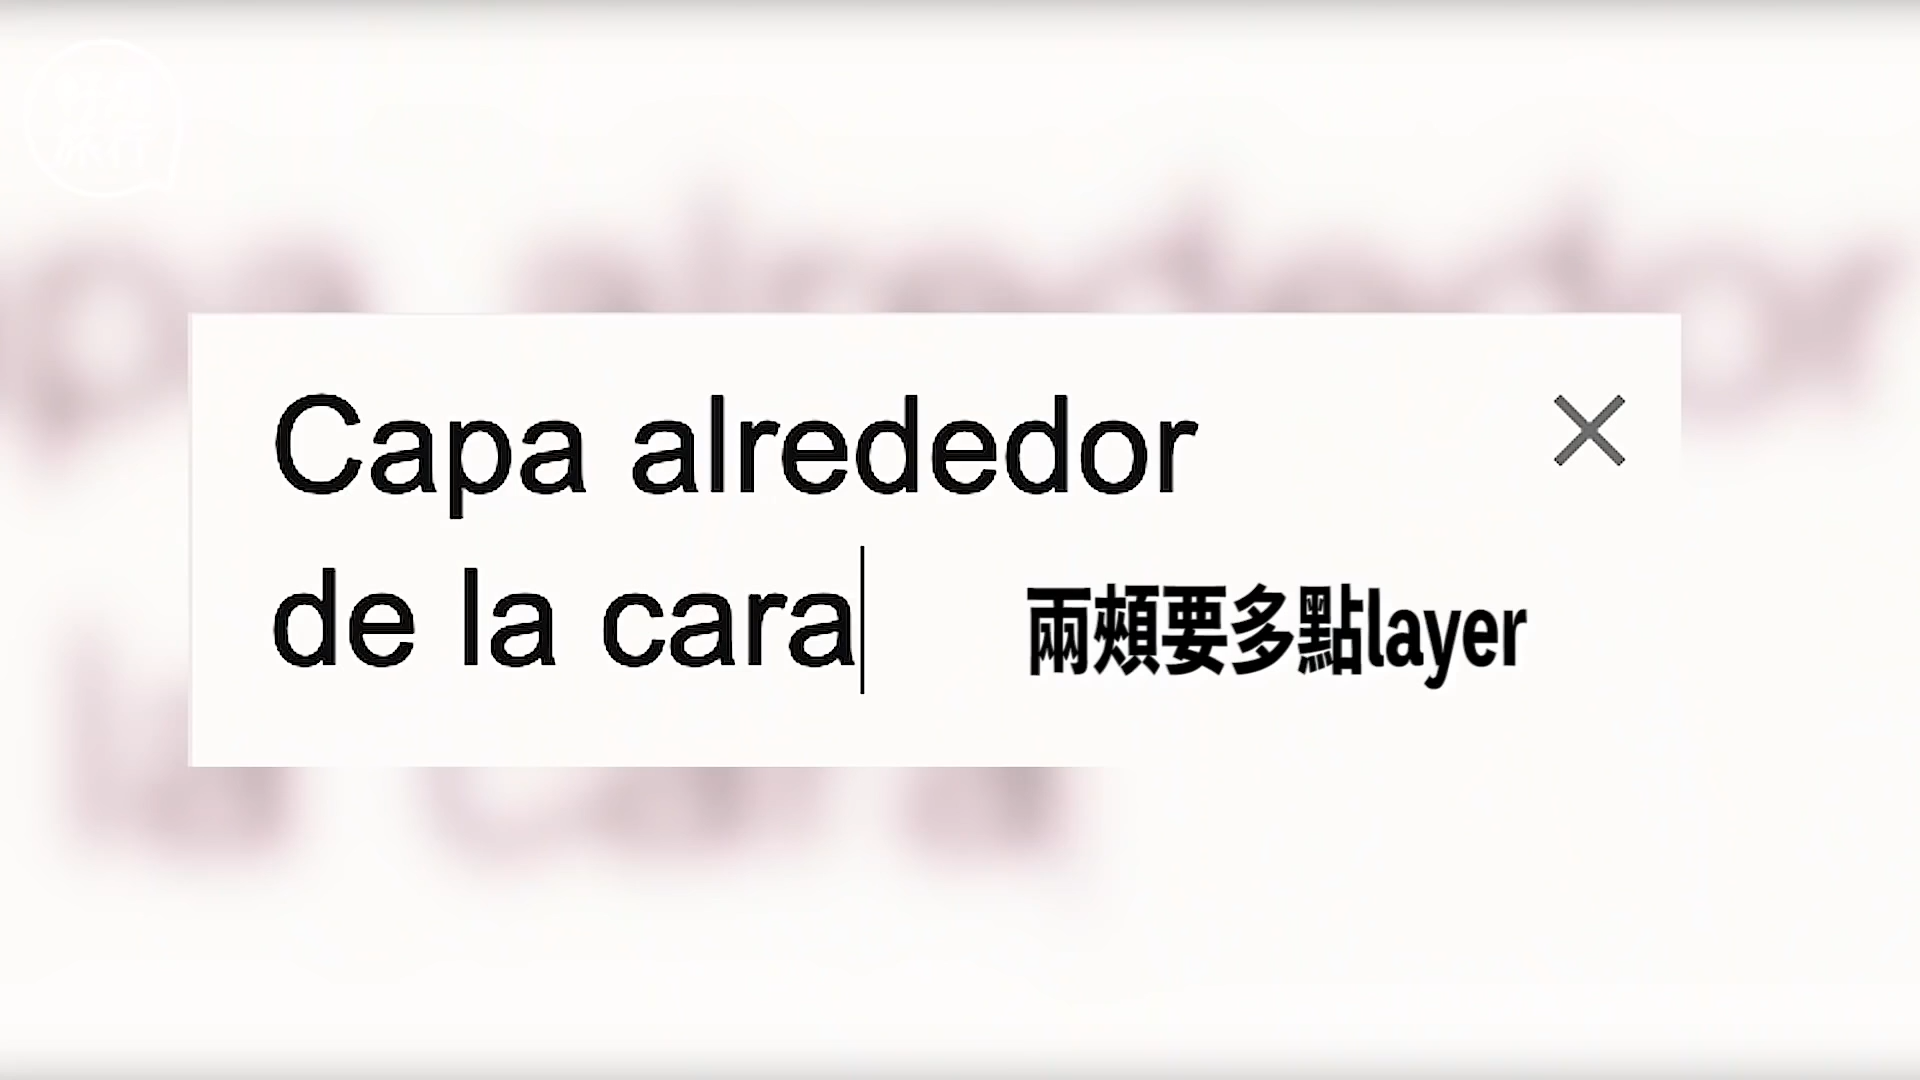 Capa alrededor
de la cara
兩頰要多點layer